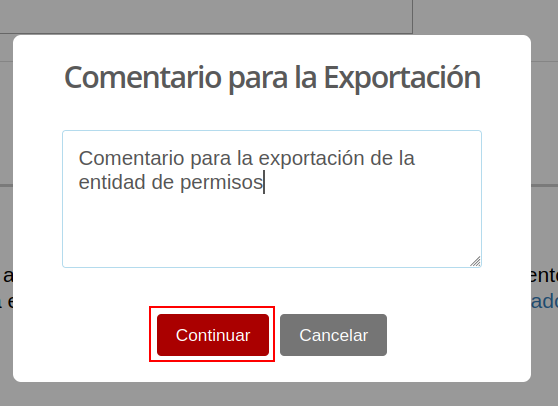 Comentario para la Exportación
Comentario para la exportación de la
entidad de permisos
Continuar
Cancelar